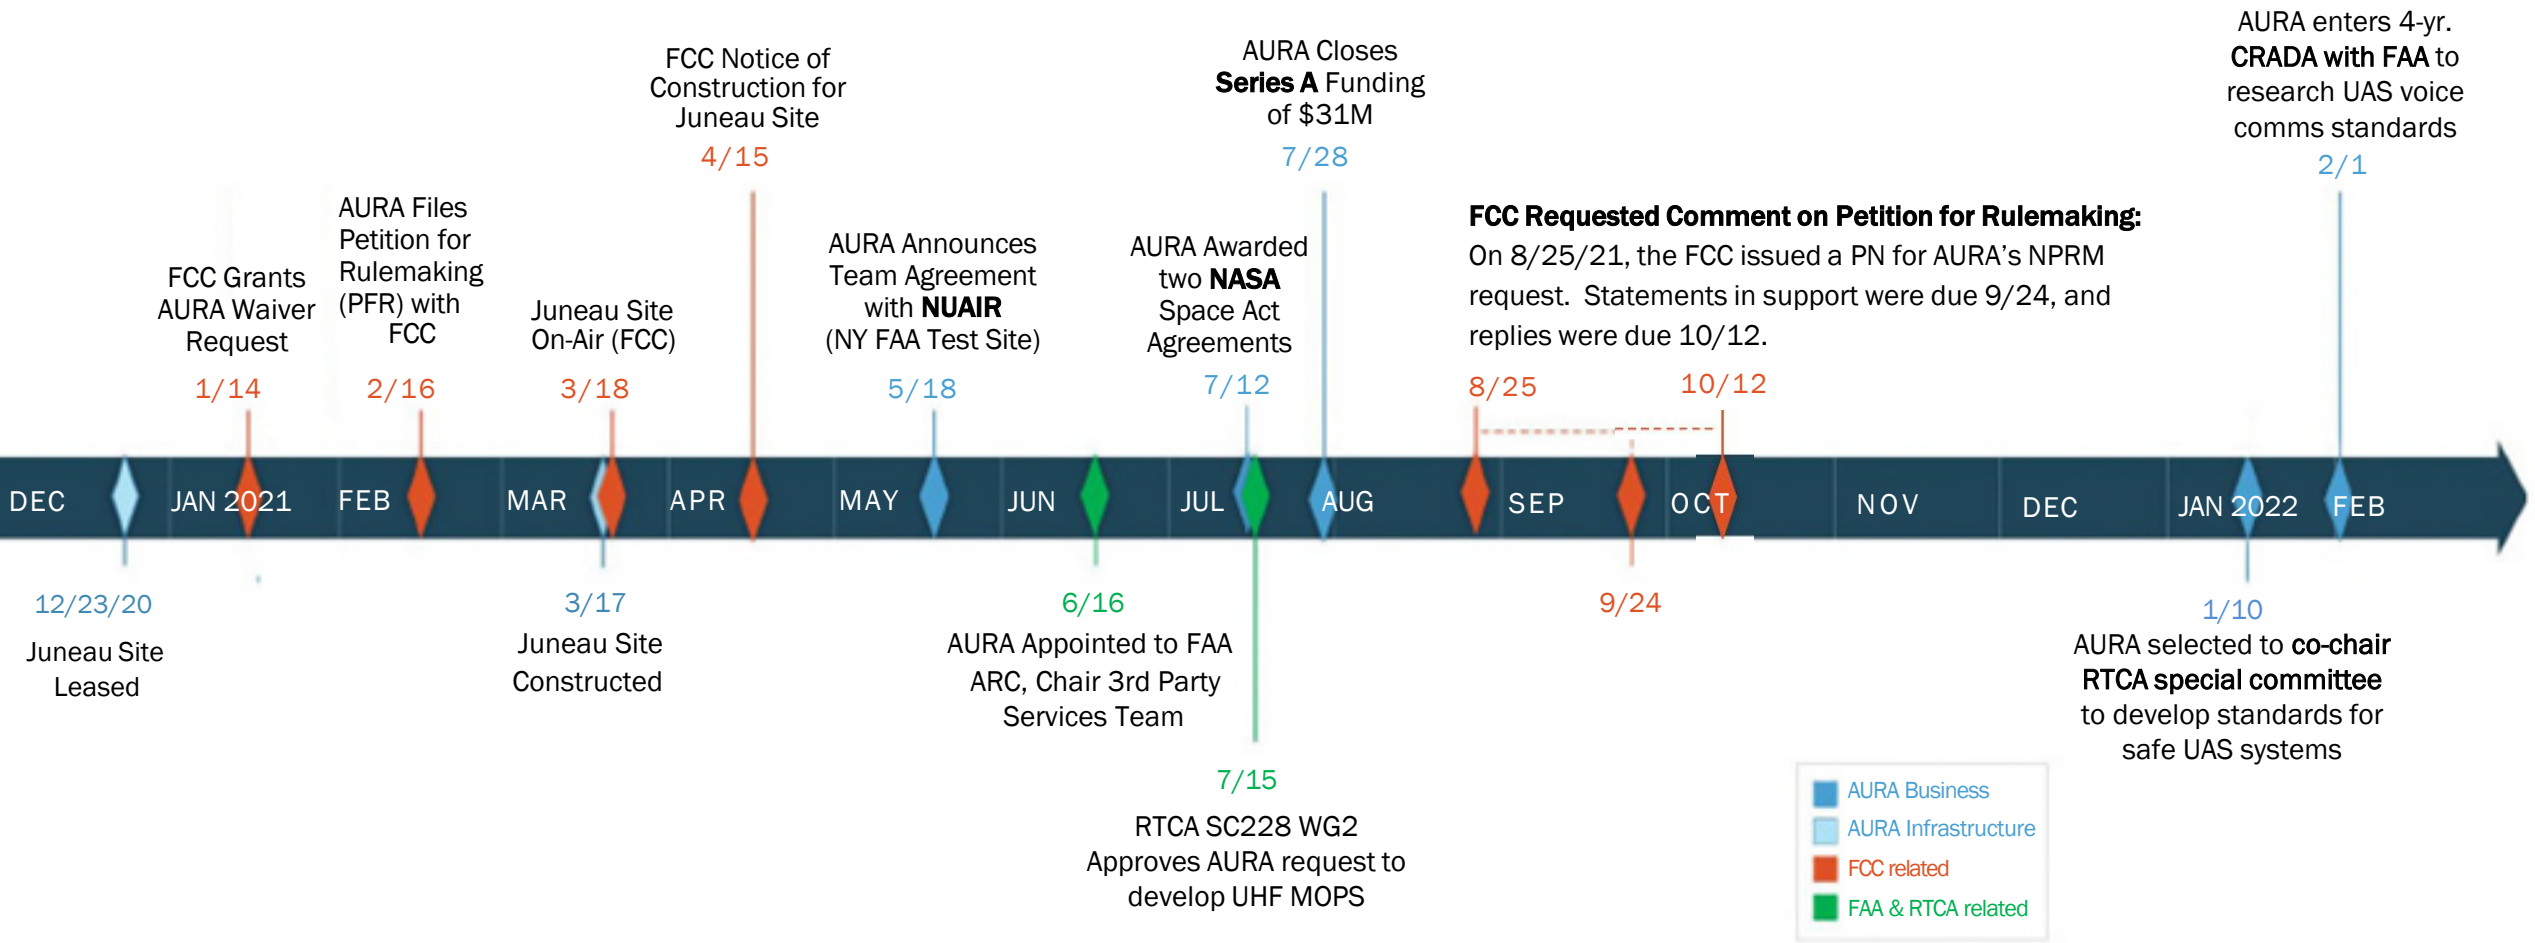 AURA enters 4-yr.
CRADA with FAA to
research UAS voice
comms standards
2/1
FCC Notice of
Construction for
Juneau Site
4/15
AURA Closes
Series A Funding
of $31M
7/28
FCC Grants
AURA Waiver
Request
1/14
AURA Files
Petition for
Rulemaking
(PFR) with
FCC
2/16
Juneau Site
On-Air (FCC)
3/18
AURA Announces
Team Agreement
with NUAIR
(NY FAA Test Site)
5/18
AURA Awarded
two NASA
Space Act
Agreements
7/12
FCC Requested Comment on Petition for Rulemaking:
On 8/25/21, the FCC issued a PN for AURA's NPRM
request.  Statements in support were due 9/24, and
replies were due 10/12.
8/25
10/12
DEC
JAN 2021
FEB
MAR
APR
MAY
JUN
JUL
AUG
SEP
OCT
NOV
DEC
JAN 2022
FEB
12/23/20
Juneau Site
Leased
3/17
Juneau Site
Constructed
6/16
AURA Appointed to FAA
ARC, Chair 3rd Party
Services Team
7/15
RTCA SC228 WG2
Approves AURA request to
develop UHF MOPS
9/24
1/10
AURA selected to co-chair
RTCA special committee
to develop standards for
safe UAS systems
AURA Business
AURA Infrastructure
FCC related
FAA & RTCA related